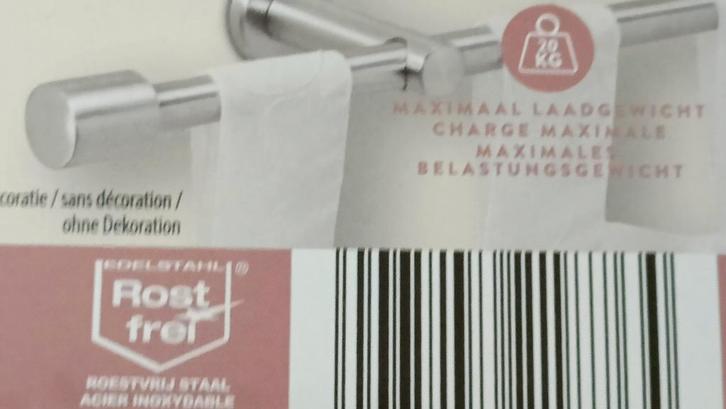 20
KG
MAXIMAAL LAADGEWICHT
CHARGE MAXIMALE
MAXIMALES
BELASTUNGSGEWICHT
coratie / sans décoration /
ohne Dekoration
EDELSTAHL ®
Rost
frei
ROESTVRIJ STAAL
ACIER INOXYDABLE